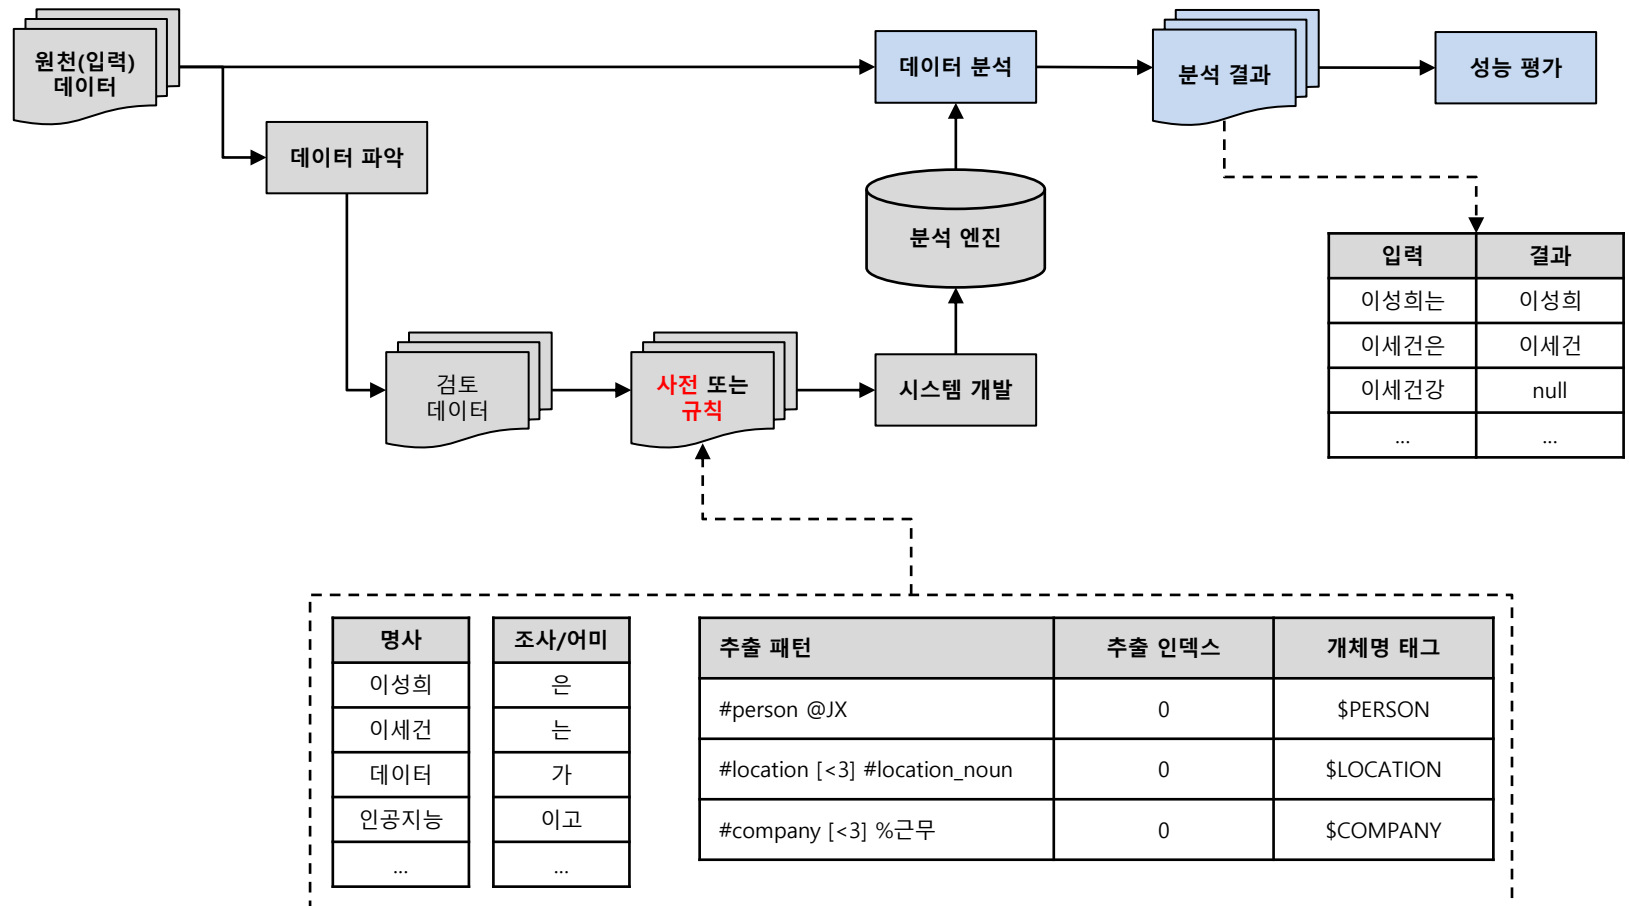 원천(입력)
데이터
데이터 분석
분석 결과
성능 평가
데이터 파악
분석 엔진
입력 결과
이성희는 이성희
이세건은 이세건
이세건강 null
... ...
검토
데이터
사전 또는
규칙
시스템 개발
명사
이성희
이세건
데이터
인공지능
...
조사/어미
은
는
가
이고
...
추출 패턴 추출 인덱스 개체명 태그
#person @JX 0 $PERSON
#location [<3] #location_noun 0 $LOCATION
#company [<3] %근무 0 $COMPANY